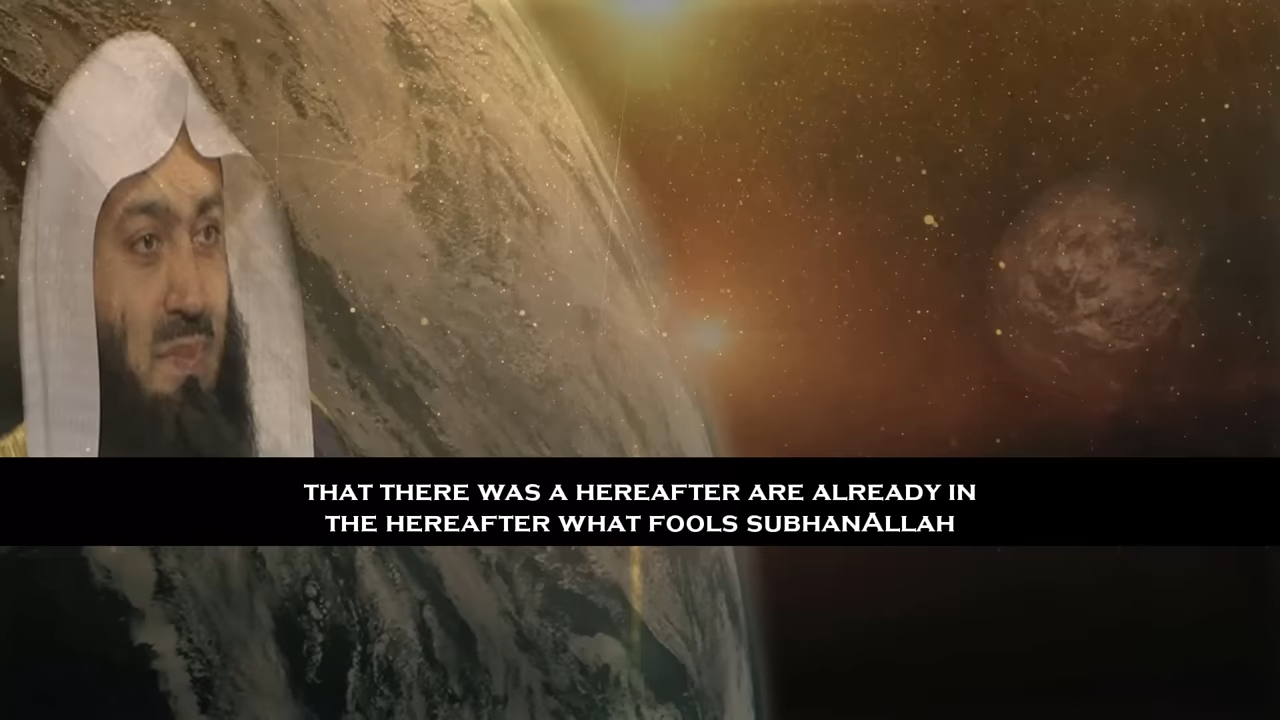 THAT THERE WAS A HEREAFTER ARE ALREADY IN
THE HEREAFTER WHAT FOOLS SUBHANALLAH